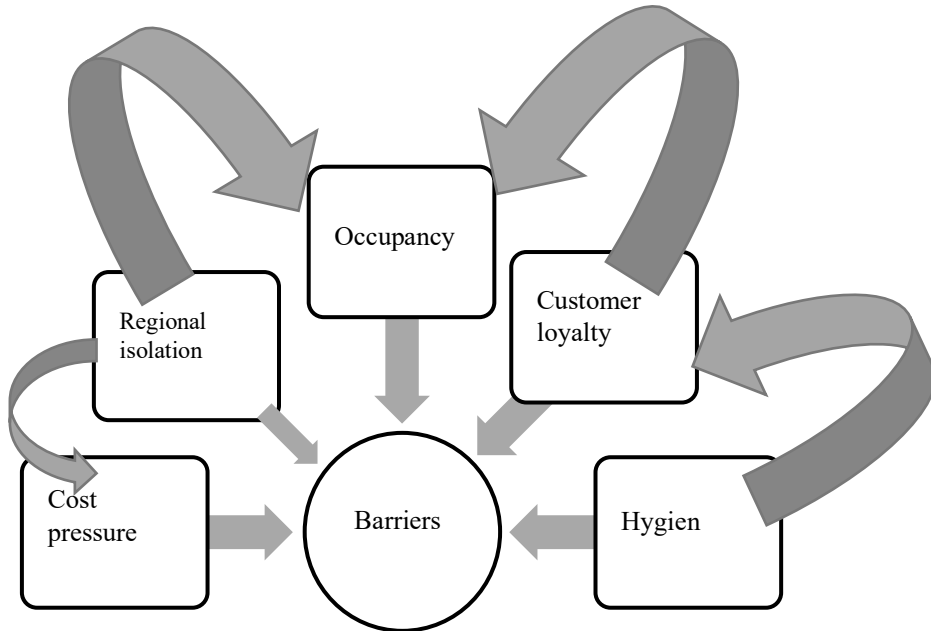 Occupancy
Customer
loyalty
Regional
isolation
Cost
pressure
Barriers
Hygien